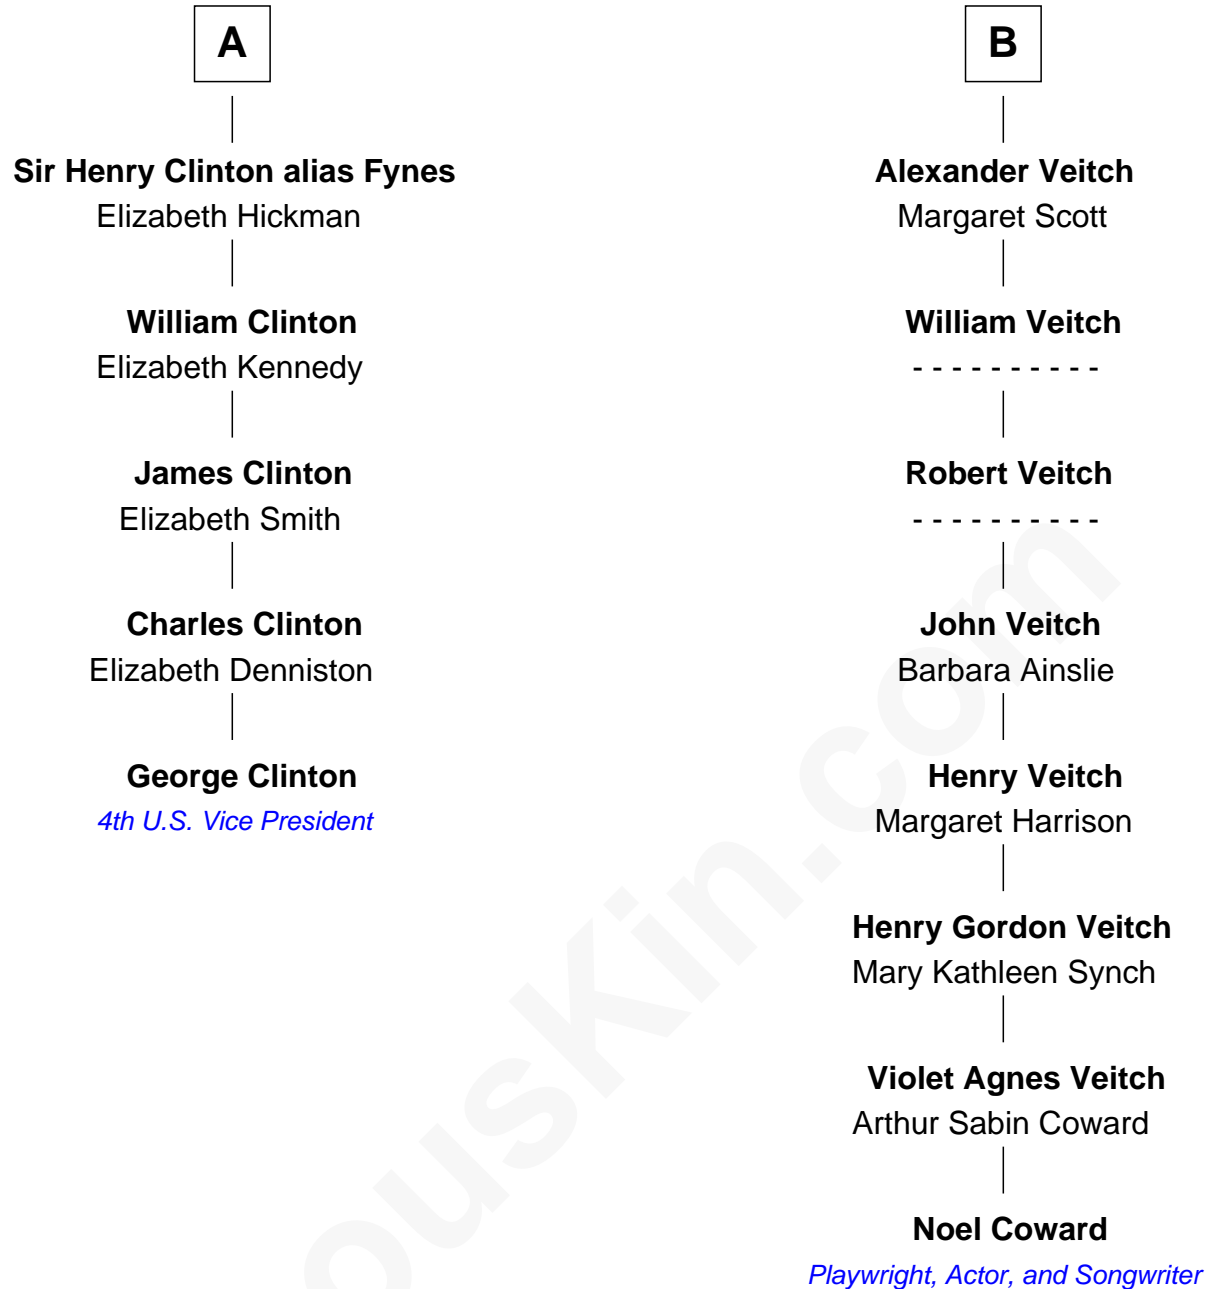 A
Sir Henry Clinton alias Fynes
Elizabeth Hickman
William Clinton
Elizabeth Kennedy
James Clinton
Elizabeth Smith
Charles Clinton
Elizabeth Denniston
George Clinton
4th U.S. Vice President
B
Alexander Veitch
Margaret Scott
William Veitch
- - - - - - - - - -
Robert Veitch
- - - - - - - - - -
John Veitch
Barbara Ainslie
Henry Veitch
Margaret Harrison
Henry Gordon Veitch
Mary Kathleen Synch
Violet Agnes Veitch
Arthur Sabin Coward
Noel Coward
Playwright, Actor, and Songwriter
ousKin.com